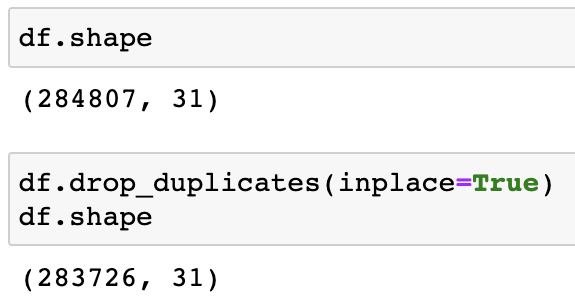 df.shape
(284807, 31)
df.drop_duplicates(inplace=True)
df.shape
(283726, 31)